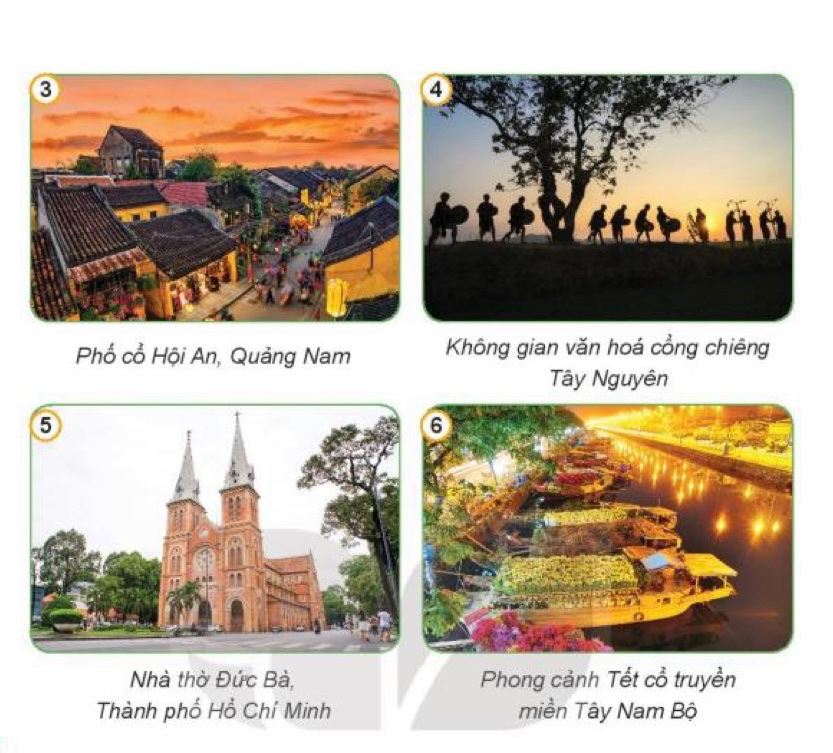 3
4
Phố cổ Hội An, Quảng Nam
Không gian văn hoá cồng chiêng
Tây Nguyên
5
6
Nhà thờ Đức Bà,
Thành phố Hồ Chí Minh
Phong cảnh Tết cổ truyền
miền Tây Nam Bộ